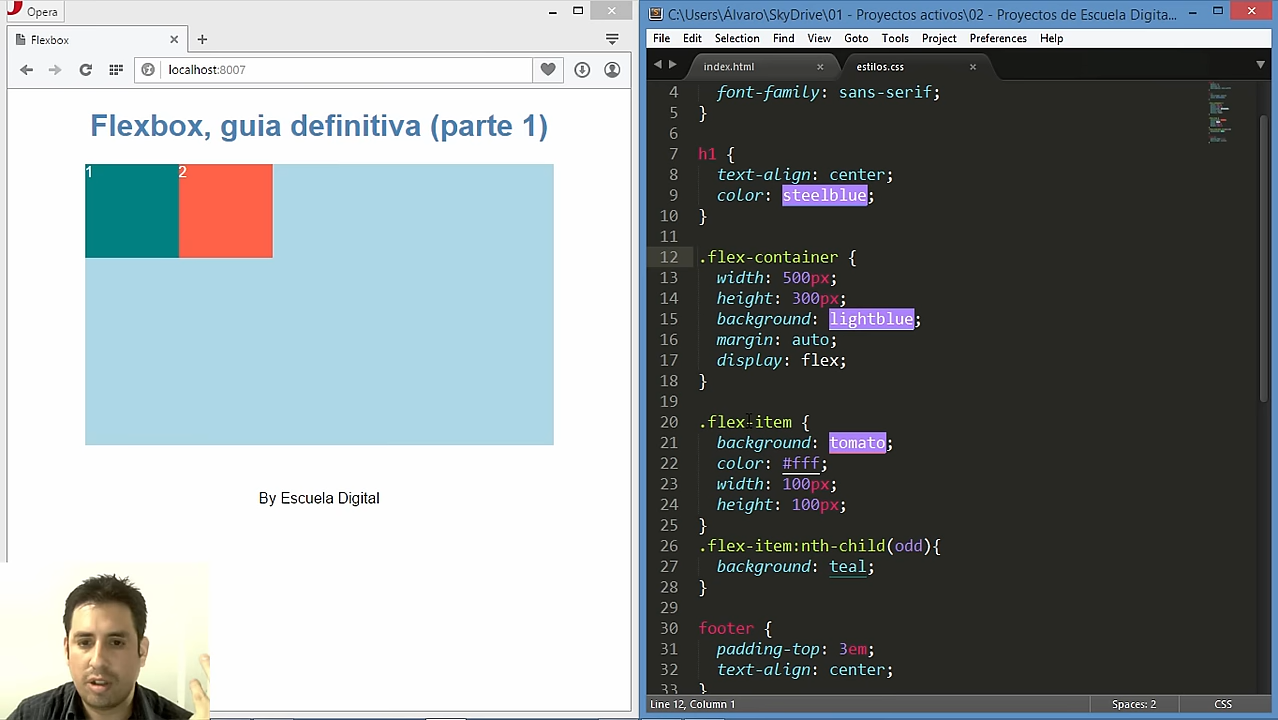 Opera
Flexbox
localhost:8007
Flexbox, guia definitiva (parte 1)
1
2
By Escuela Digital
C:\Users\Álvaro\SkyDrive\01 - Proyectos activos\02 - Proyectos de Escuela Digita...
File Edit Selection Find View Goto Tools Project Preferences Help
index.html
estilos.css
4 font-family: sans-serif;
5 }
6
7 h1 {
8 text-align: center;
9 color: steelblue;
10 }
11
12 .flex-container {
13 width: 500px;
14 height: 300px;
15 background: lightblue;
16 margin: auto;
17 display: flex;
18 }
19
20 .flex-item {
21 background: tomato;
22 color: #fff;
23 width: 100px;
24 height: 100px;
25 }
26 .flex-item:nth-child(odd){
27 background: teal;
28 }
29
30 footer {
31 padding-top: 3em;
32 text-align: center;
33 }
Line 12, Column 1
Spaces: 2
CSS